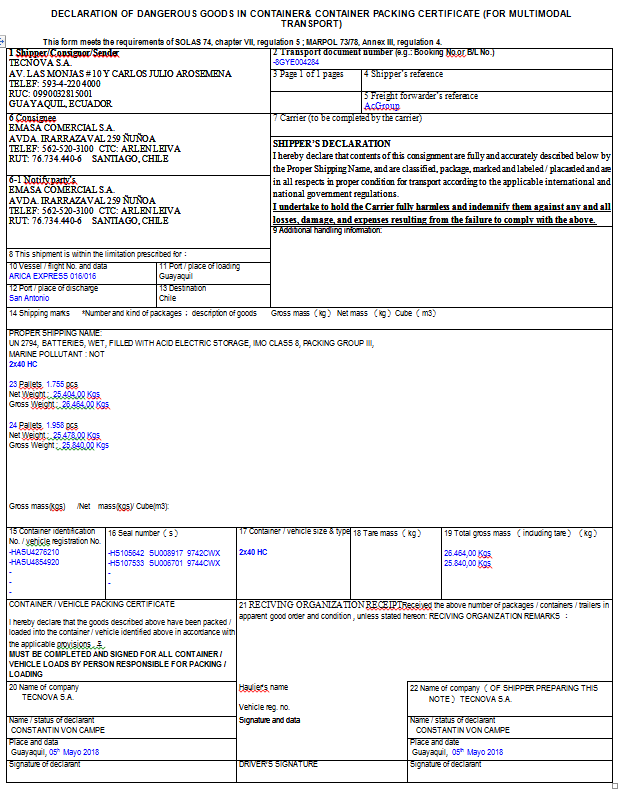 DECLARATION OF DANGEROUS GOODS IN CONTAINER& CONTAINER PACKING CERTIFICATE (FOR MULTIMODAL
TRANSPORT)
This form meets the requirements of SOLAS 74, chapter VII, regulation 5 ; MARPOL 73/78, Annex III, regulation 4.
1 Shipper/Consignor/Sender
TECNOVA S.A.
AV. LAS MONJAS # 10 Y CARLOS JULIO AROSEMENA
TELEF: 593-4-2204000
RUC: 0990032815001
GUAYAQUIL, ECUADOR
2 Transport document number (e.g.: Booking No.or B/L No.)
-8GYE004284
3 Page 1 of 1 pages
4 Shipper's reference
5 Freight forwarder's reference
AcGroup
6 Consignee
EMASA COMERCIAL S.A.
AVDA. IRARRAZAVAL 259 ÑUÑOA
TELEF: 562-520-3100 CTC: ARLEN LEIVA
RUT: 76.734.440-6 SANTIAGO, CHILE
7 Carrier (to be completed by the carrier)
SHIPPER'S DECLARATION
I hereby declare that contents of this consignment are fully and accurately described below by
the Proper Shipping Name, and are classified, package, marked and labeled / placarded and are
in all respects in proper condition for transport according to the applicable international and
national government regulations.
I undertake to hold the Carrier fully harmless and indemnify them against any and all
losses, damage, and expenses resulting from the failure to comply with the above.
6-1 Notify party's
EMASA COMERCIAL S.A.
AVDA. IRARRAZAVAL 259 ÑUÑOA
TELEF: 562-520-3100 CTC: ARLEN LEIVA
RUT: 76.734.440-6 SANTIAGO, CHILE
9 Additional handling information:
8 This shipment is within the limitation prescribed for :
10 Vessel / flight No. and data
ARICA EXPRESS 016/016
11 Port / place of loading
Guayaquil
12 Port / place of discharge
San Antonio
13 Destination
Chile
14 Shipping marks *Number and kind of packages ; description of goods Gross mass (kg) Net mass (kg) Cube (m3)
PROPER SHIPPING NAME:
UN 2794, BATTERIES, WET, FILLED WITH ACID ELECTRIC STORAGE, IMO CLASS 8, PACKING GROUP III,
MARINE POLLUTANT : NOT
2x40 HC
23 Pallets, 1.755 pcs
Net Weight : 25.404,00 Kgs
Gross Weight : 26.464,00 Kgs
24 Pallets, 1.958 pcs
Net Weight : 25.478,00 Kgs
Gross Weight : 25.840,00 Kgs
Gross mass(kgs) /Net mass(kgs)/ Cube(m3):
15 Container identification
No. / vehicle registration No.
-HASU4276210
-HASU4854920
-
-
16 Seal number (s)
-H5105642 SU008917 9742CWX
-H5107533 SU006701 9744CWX
-
-
17 Container / vehicle size & type
2x40 HC
18 Tare mass (kg)
19 Total gross mass (including tare) (kg)
26.464,00 Kgs
25.840,00 Kgs
CONTAINER / VEHICLE PACKING CERTIFICATE
I hereby declare that the goods described above have been packed /
loaded into the container / vehicle identified above in accordance with
the applicable provisions
MUST BE COMPLETED AND SIGNED FOR ALL CONTAINER /
VEHICLE LOADS BY PERSON RESPONSIBLE FOR PACKING /
LOADING
21 RECIVING ORGANIZATION RECEIPTReceived the above number of packages / containers / trailers in
apparent good order and condition , unless stated hereon: RECIVING ORGANIZATION REMARKS :
20 Name of company
TECNOVA S.A.
Haulier's name
Vehicle reg. no.
Signature and data
22 Name of company ( OF SHIPPER PREPARING THIS
NOTE ) TECNOVA S.A.
Name / status of declarant
CONSTANTIN VON CAMPE
Name / status of declarant
CONSTANTIN VON CAMPE
Place and data
Guayaquil, 05th Mayo 2018
Place and date
Guayaquil, 05th Mayo 2018
Signature of declarant
DRIVER'S SIGNATURE
Signature of declarant